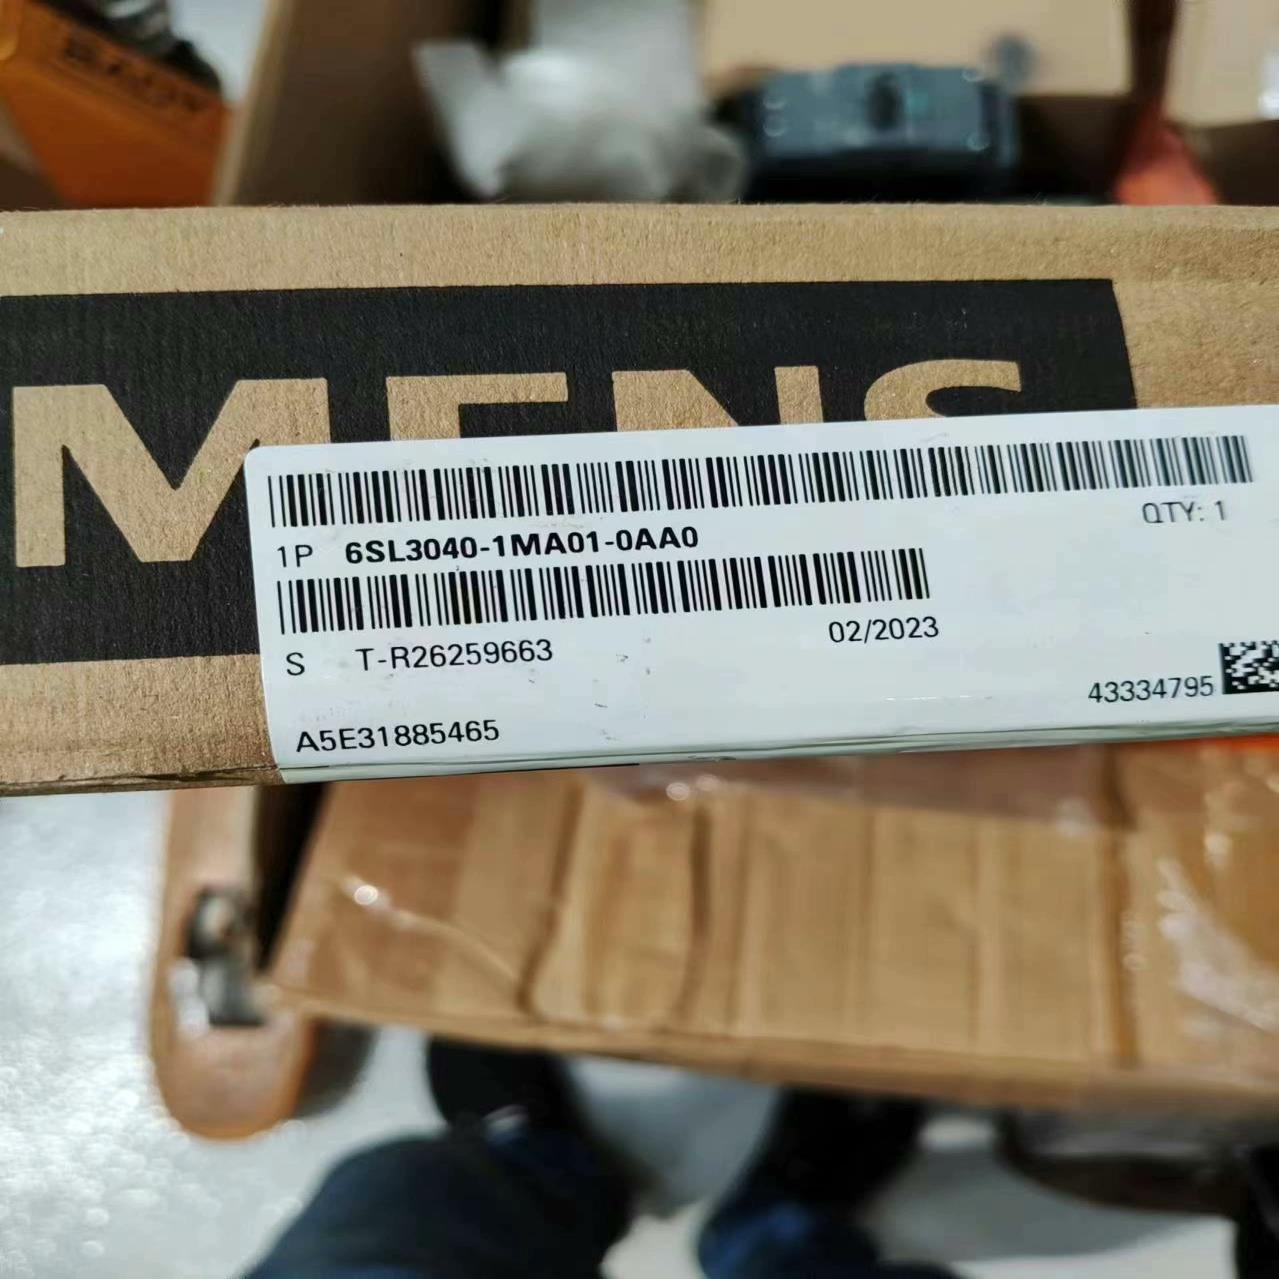 MENS
1P 6SL3040-1MA01-0AA0
QTY: 1
S T-R26259663
02/2023
43334795
A5E31885465